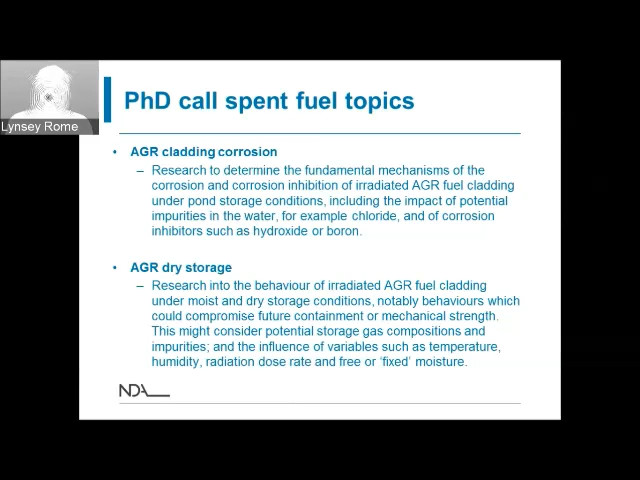 Lynsey Rome
PhD call spent fuel topics
• AGR cladding corrosion
– Research to determine the fundamental mechanisms of the
corrosion and corrosion inhibition of irradiated AGR fuel cladding
under pond storage conditions, including the impact of potential
impurities in the water, for example chloride, and of corrosion
inhibitors such as hydroxide or boron.
• AGR dry storage
– Research into the behaviour of irradiated AGR fuel cladding
under moist and dry storage conditions, notably behaviours which
could compromise future containment or mechanical strength.
This might consider potential storage gas compositions and
impurities; and the influence of variables such as temperature,
humidity, radiation dose rate and free or ‘fixed’ moisture.
NDA